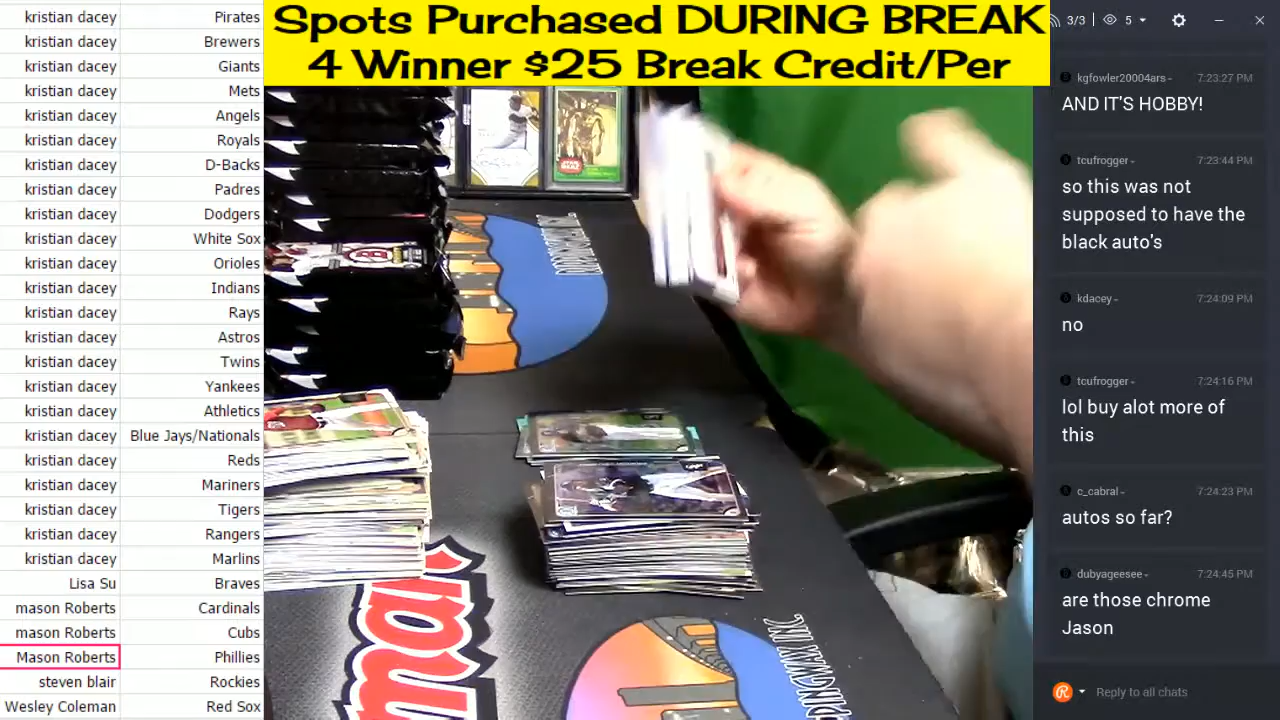 Spots Purchased DURING BREAK
4 Winner $25 Break Credit/Per
kristian dacey Pirates
kristian dacey Brewers
kristian dacey Giants
kristian dacey Mets
kristian dacey Angels
kristian dacey Royals
kristian dacey D-Backs
kristian dacey Padres
kristian dacey Dodgers
kristian dacey White Sox
kristian dacey Orioles
kristian dacey Indians
kristian dacey Rays
kristian dacey Astros
kristian dacey Twins
kristian dacey Yankees
kristian dacey Athletics
kristian dacey Blue Jays/Nationals
kristian dacey Reds
kristian dacey Mariners
kristian dacey Tigers
kristian dacey Rangers
kristian dacey Marlins
Lisa Su Braves
mason Roberts Cardinals
mason Roberts Cubs
Mason Roberts Phillies
steven blair Rockies
Wesley Coleman Red Sox
3/3 5
kgfowler20004ars 7:23:27 PM
AND IT'S HOBBY!
tcufrogger 7:23:44 PM
so this was not
supposed to have the
black auto's
kdacey 7:24:09 PM
no
tcufrogger 7:24:16 PM
lol buy alot more of
this
c_cabral 7:24:23 PM
autos so far?
dubyageesee 7:24:45 PM
are those chrome
Jason
Reply to all chats